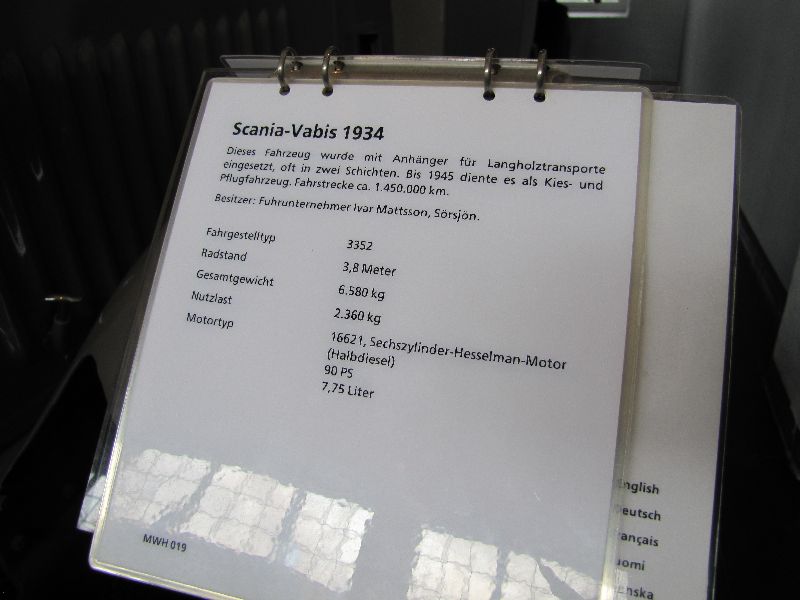 Scania-Vabis 1934
Dieses Fahrzeug wurde mit Anhänger für Langholztransporte
eingesetzt, oft in zwei Schichten. Bis 1945 diente es als Kies- und
Pflugfahrzeug. Fahrstrecke ca. 1.450.000 km.
Besitzer: Fuhrunternehmer Ivar Mattsson, Sörsjön.
Fahrgestelltyp 3352
Radstand 3,8 Meter
Gesamtgewicht 6.580 kg
Nutzlast 2.360 kg
Motortyp 16621, Sechszylinder-Hesselman-Motor
(Halbdiesel)
90 PS
7,75 Liter
MWH 019
nglish
eutsch
ançais
uomi
enska